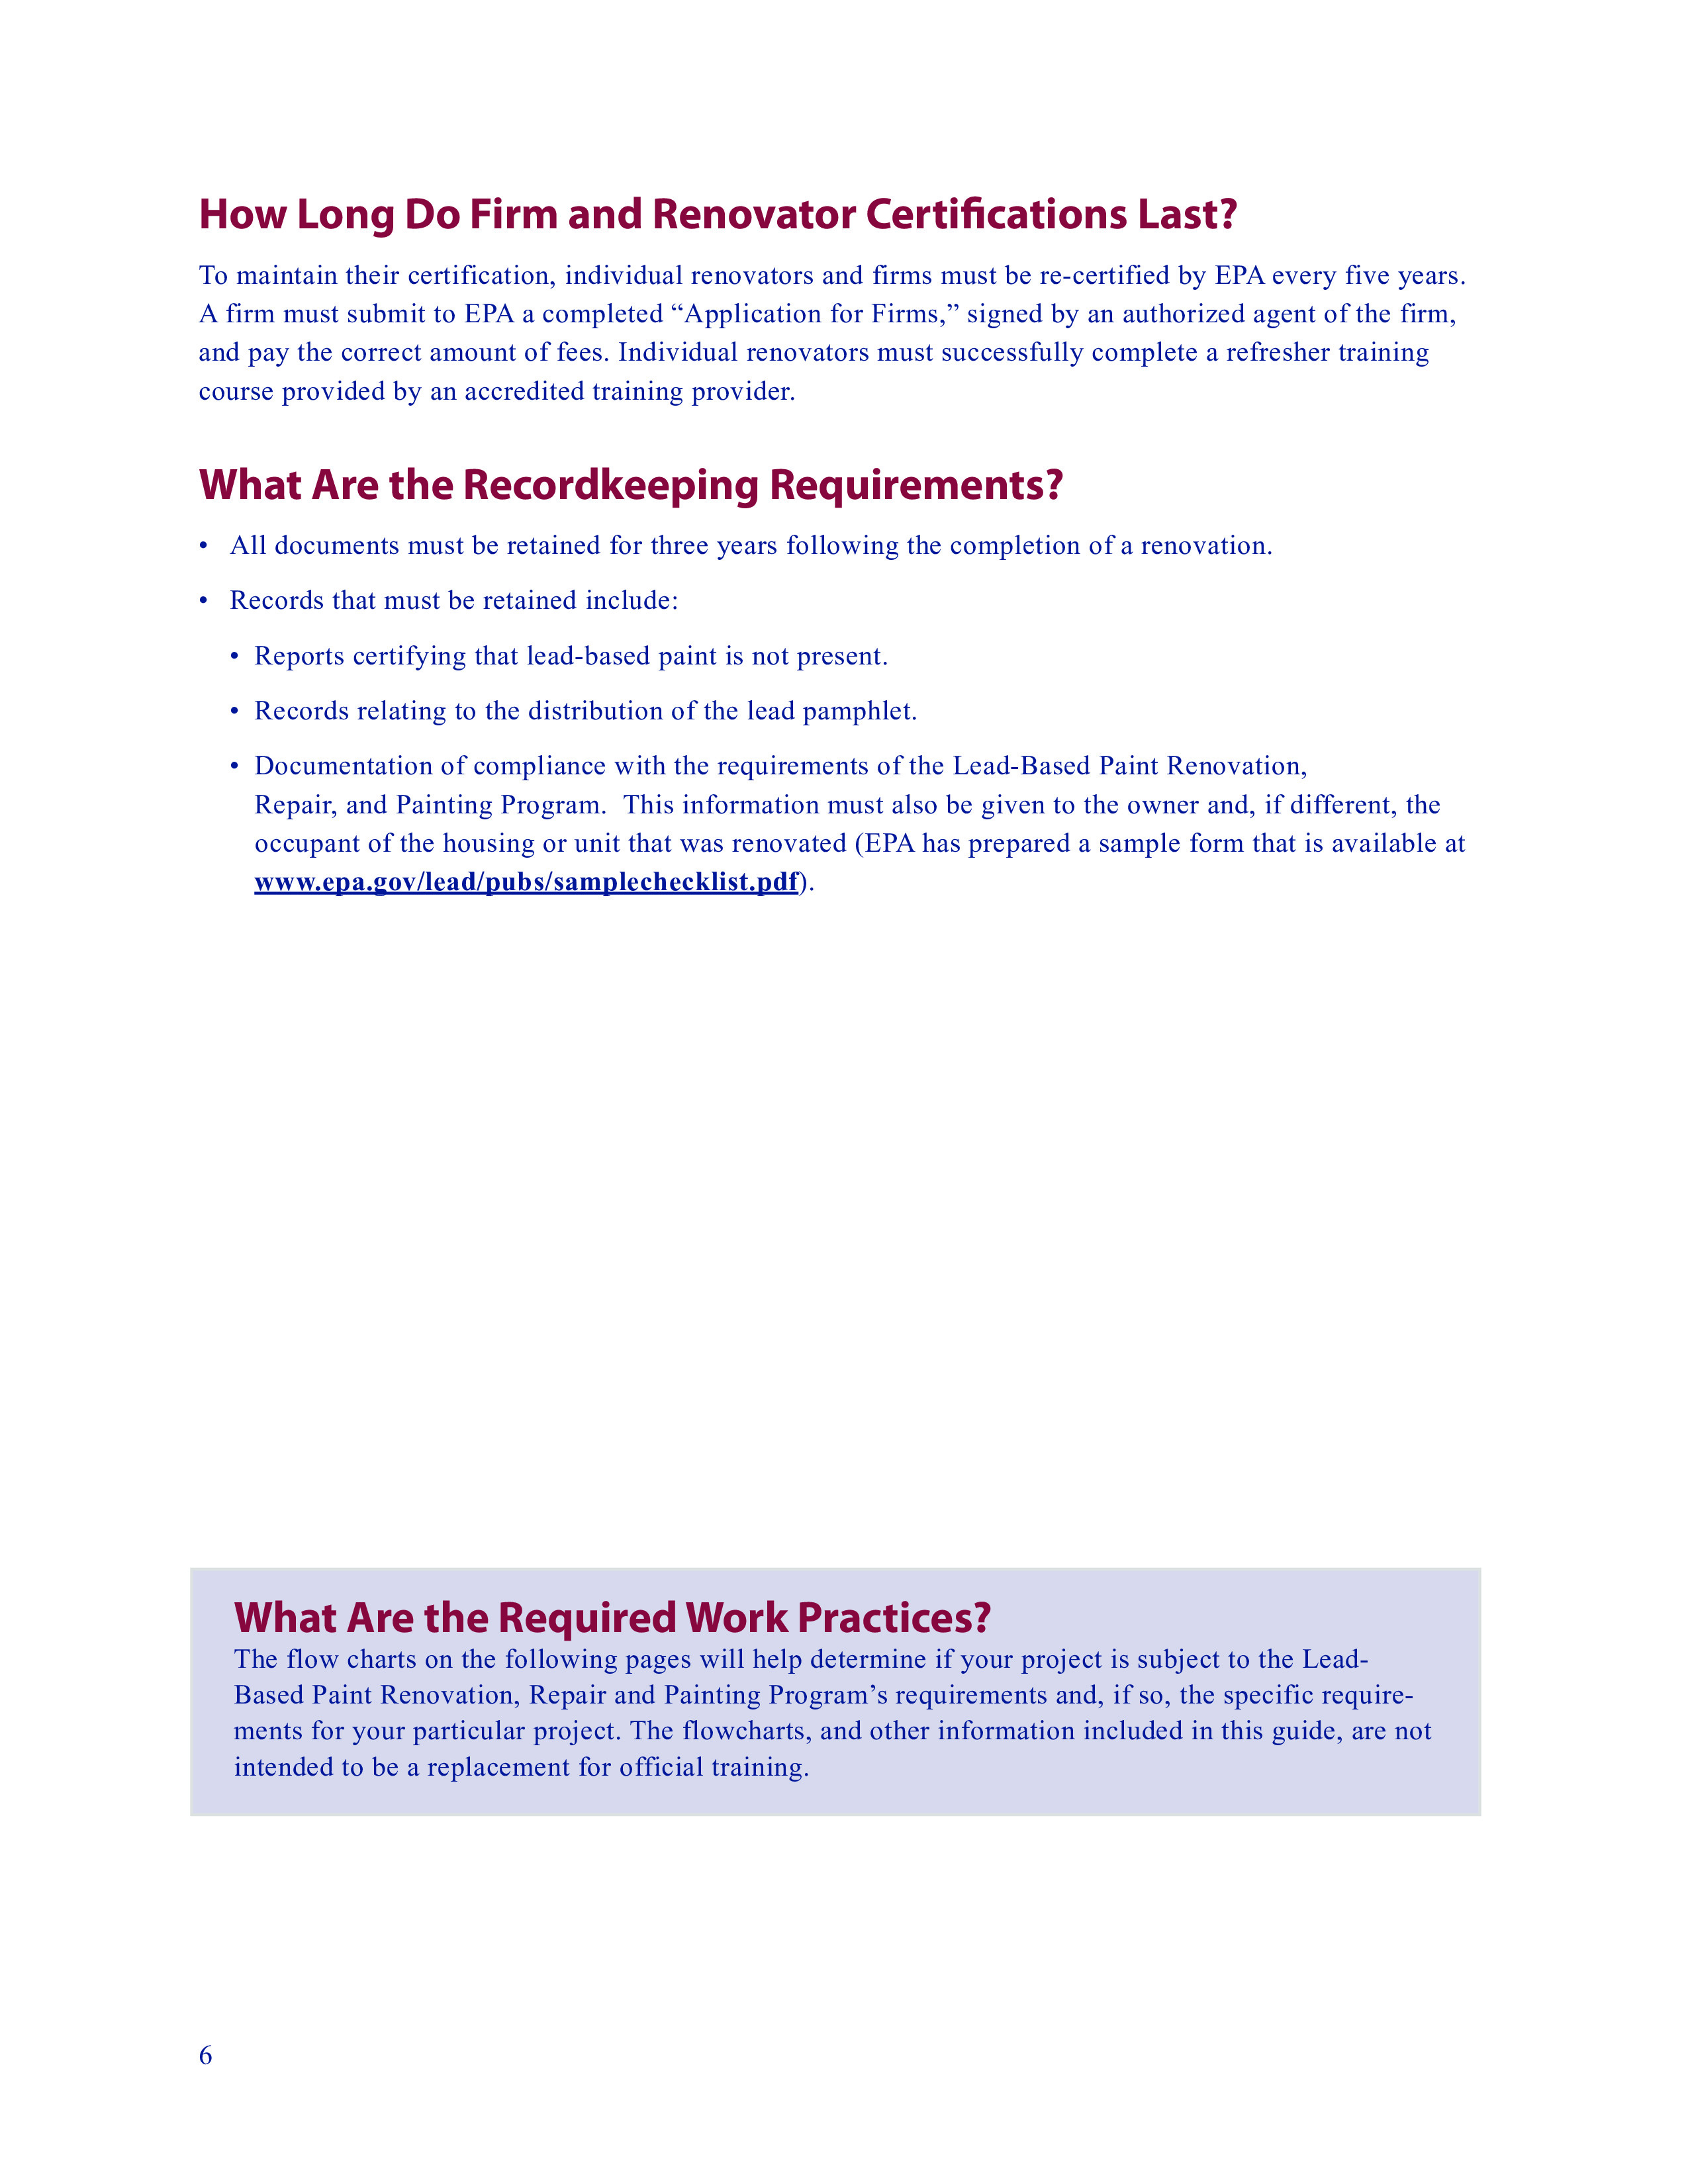 How Long Do Firm and Renovator Certifications Last?
To maintain their certification, individual renovators and firms must be re-certified by EPA every five years.
A firm must submit to EPA a completed “Application for Firms,” signed by an authorized agent of the firm,
and pay the correct amount of fees. Individual renovators must successfully complete a refresher training
course provided by an accredited training provider.
What Are the Recordkeeping Requirements?
• All documents must be retained for three years following the completion of a renovation.
• Records that must be retained include:
• Reports certifying that lead-based paint is not present.
• Records relating to the distribution of the lead pamphlet.
• Documentation of compliance with the requirements of the Lead-Based Paint Renovation,
Repair, and Painting Program.  This information must also be given to the owner and, if different, the
occupant of the housing or unit that was renovated (EPA has prepared a sample form that is available at
www.epa.gov/lead/pubs/samplechecklist.pdf).
What Are the Required Work Practices?
The flow charts on the following pages will help determine if your project is subject to the Lead-
Based Paint Renovation, Repair and Painting Program’s requirements and, if so, the specific require-
ments for your particular project. The flowcharts, and other information included in this guide, are not
intended to be a replacement for official training.
6